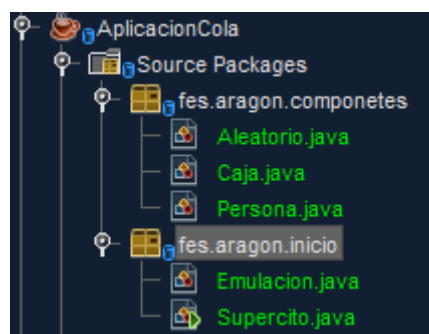 AplicacionCola
Source Packages
fes.aragon.componetes
Aleatorio.java
Caja.java
Persona.java
fes.aragon.inicio
Emulacion.java
Supercito.java